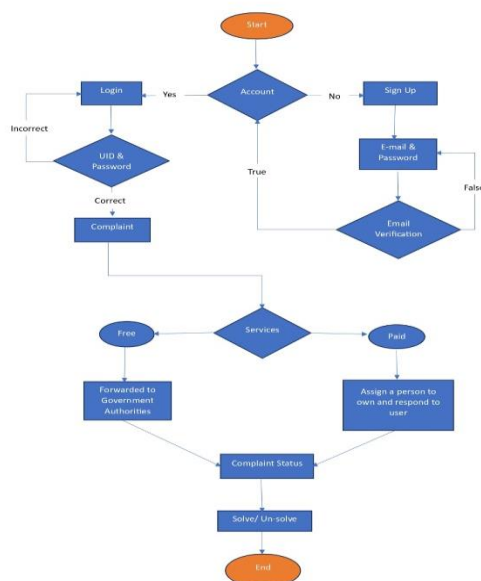 Start
Login
Yes
Account
No
Sign Up
Incorrect
UID &
Password
True
E-mail &
Password
False
Correct
Email
Verification
Complaint
Free
Services
Paid
Forwarded to
Government
Authorities
Assign a person to
own and respond to
user
Complaint Status
Solve/ Un-solve
End